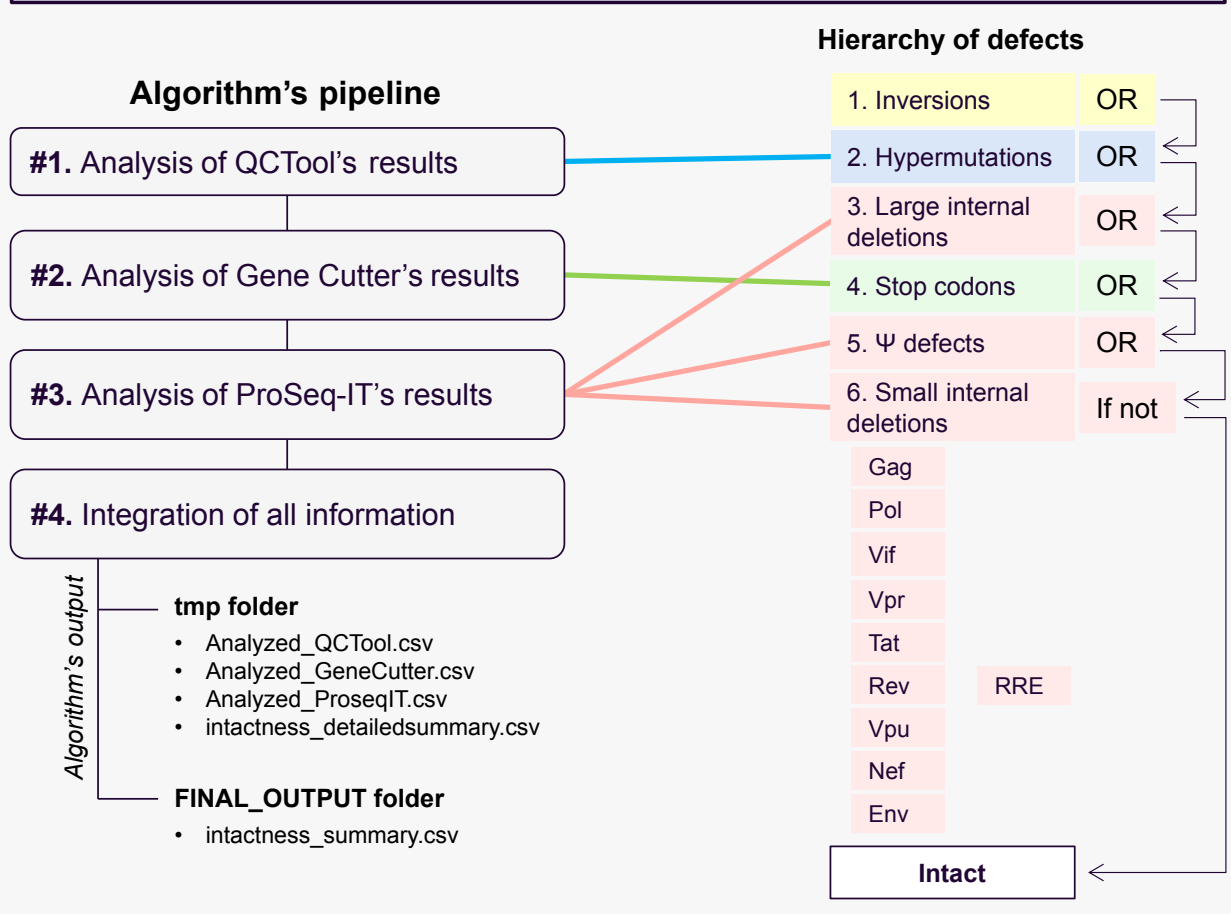 Algorithm's pipeline
#1. Analysis of QCTool's results
#2. Analysis of Gene Cutter's results
#3. Analysis of ProSeq-IT's results
#4. Integration of all information
Algorithm's output
tmp folder
• Analyzed_QCTool.csv
• Analyzed_GeneCutter.csv
• Analyzed_ProseqIT.csv
• intactness_detailedsummary.csv
FINAL_OUTPUT folder
• intactness_summary.csv
Hierarchy of defects
1. Inversions OR
2. Hypermutations OR
3. Large internal
deletions OR
4. Stop codons OR
5. Ψ defects OR
6. Small internal
deletions If not
Gag
Pol
Vif
Vpr
Tat
Rev RRE
Vpu
Nef
Env
Intact